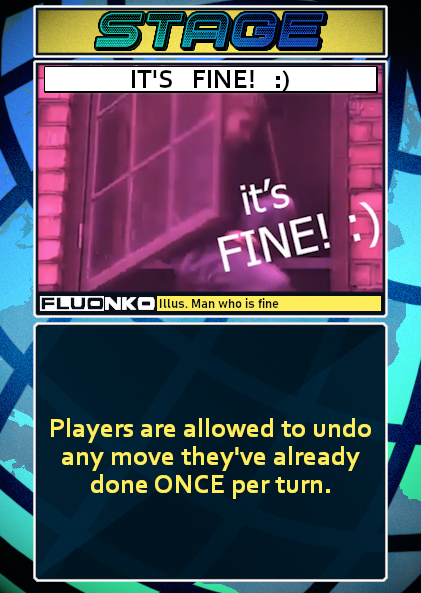 STAGE
IT'S FINE! :)
it's
FINE! :)
FLUONKO Illus. Man who is fine
Players are allowed to undo
any move they've already
done ONCE per turn.